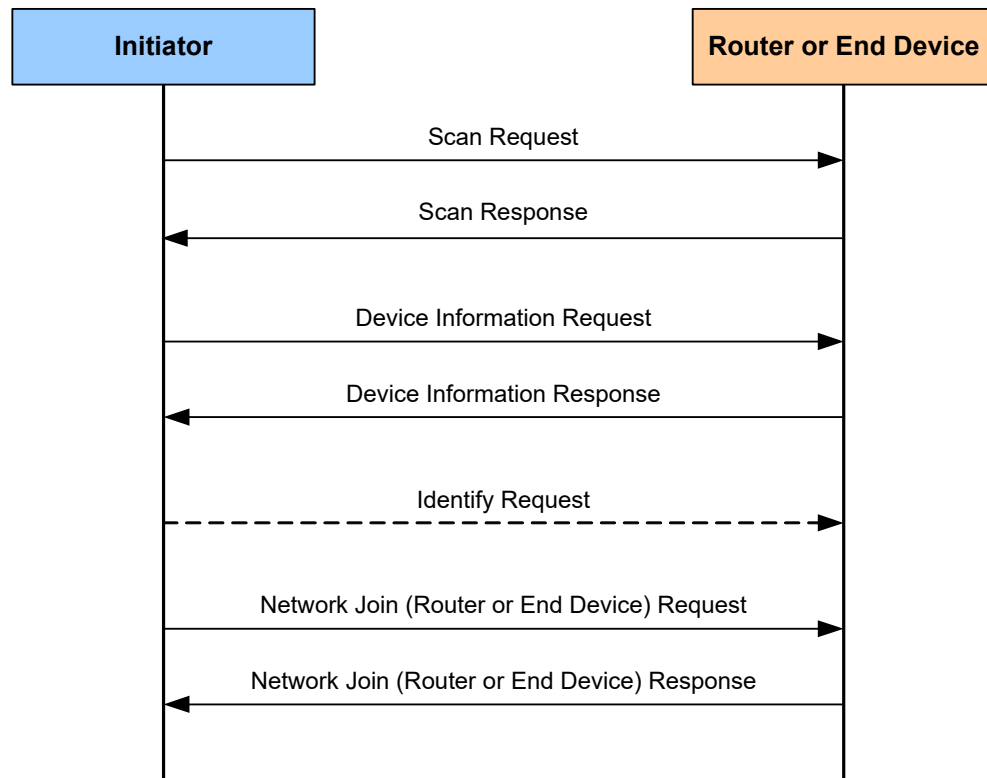 Initiator
Router or End Device
Scan Request
Scan Response
Device Information Request
Device Information Response
Identify Request
Network Join (Router or End Device) Request
Network Join (Router or End Device) Response